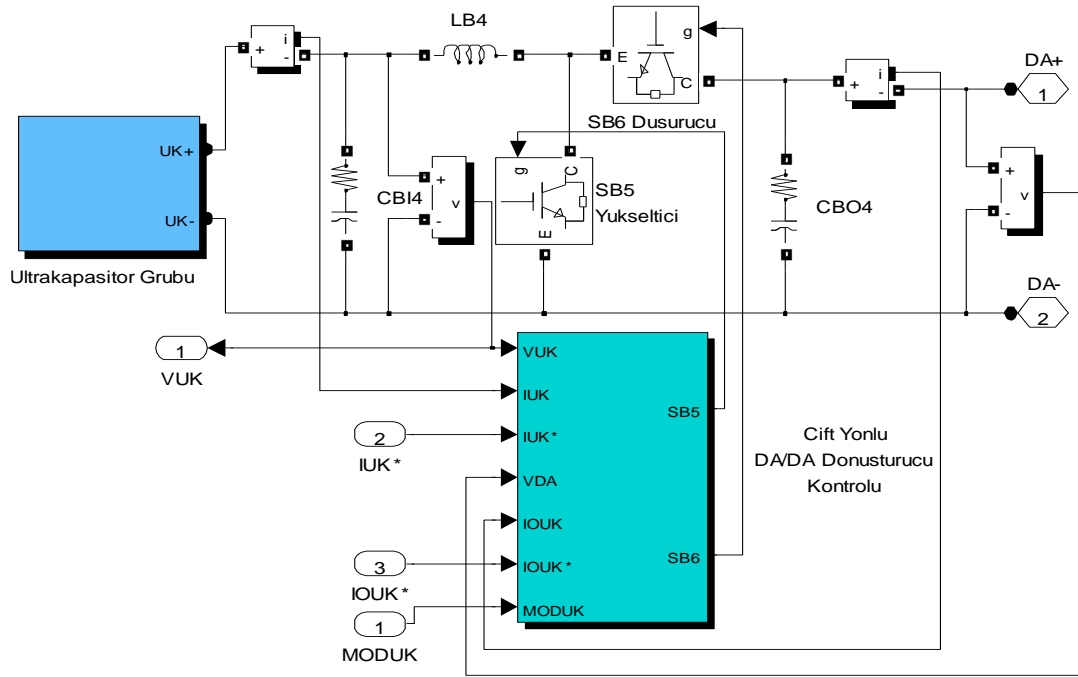 LB4
i
+
-
g
E
C
SB6 Dusurucu
i
+
-
DA+
1
UK+
UK-
Ultrakapasitor Grubu
CBI4
+
-
v
g
C
E
SB5
Yukseltici
CBO4
+
-
v
DA-
2
1
VUK
2
IUK*
3
IOUK*
1
MODUK
VUK
IUK
IUK*
VDA
IOUK
IOUK*
MODUK
SB5
SB6
Cift Yonlu
DA/DA Donusturucu
Kontrolu